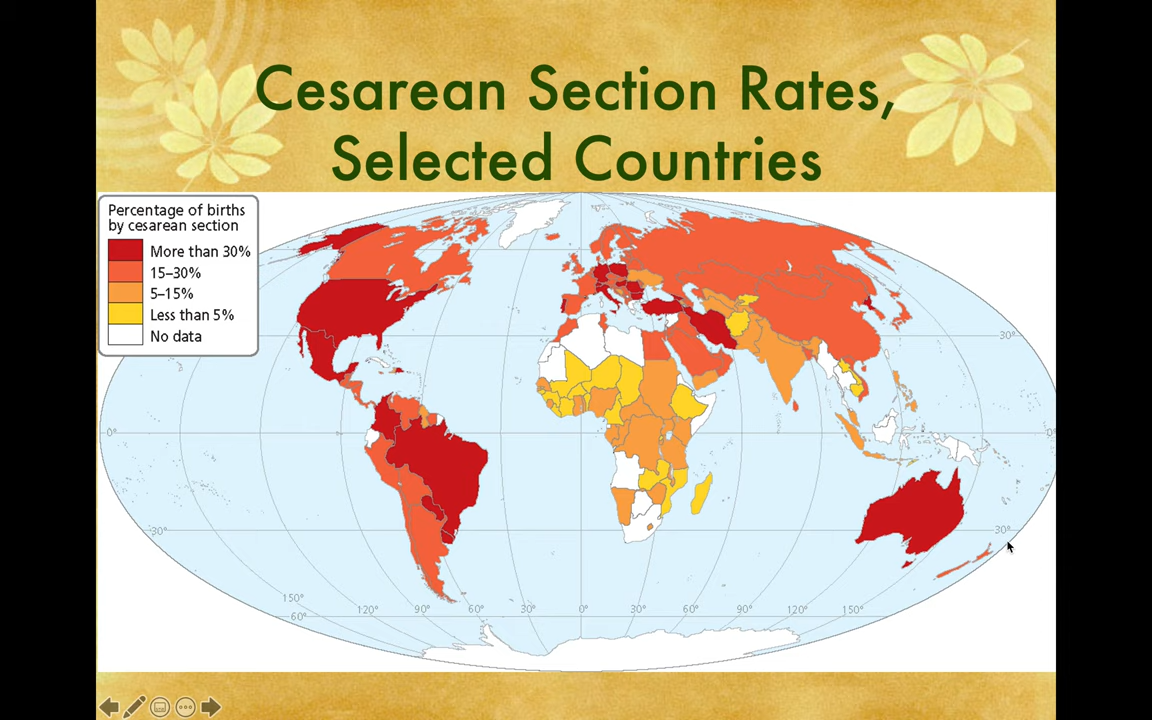 Cesarean Section Rates,
Selected Countries
Percentage of births
by cesarean section
More than 30%
15–30%
5–15%
Less than 5%
No data
30°
0°
0°
30°
30°
150°
60°
120°
90°
60°
30°
0°
30°
60°
90°
120°
150°